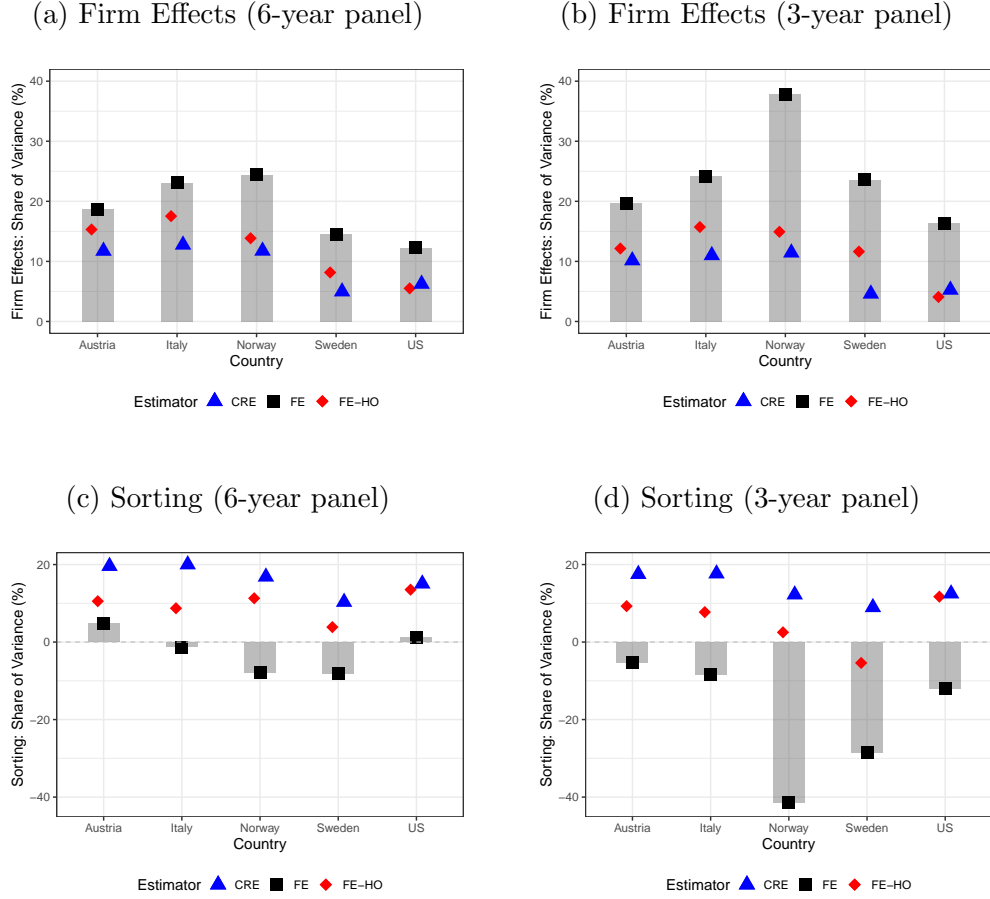 (a) Firm Effects (6-year panel)
Firm Effects: Share of Variance (%)
40
30
20
10
0
Austria Italy Norway Sweden US
Country
Estimator CRE FE FE−HO
(b) Firm Effects (3-year panel)
Firm Effects: Share of Variance (%)
40
30
20
10
0
Austria Italy Norway Sweden US
Country
Estimator CRE FE FE−HO
(c) Sorting (6-year panel)
Sorting: Share of Variance (%)
20
0
−20
−40
Austria Italy Norway Sweden US
Country
Estimator CRE FE FE−HO
(d) Sorting (3-year panel)
Sorting: Share of Variance (%)
20
0
−20
−40
Austria Italy Norway Sweden US
Country
Estimator CRE FE FE−HO